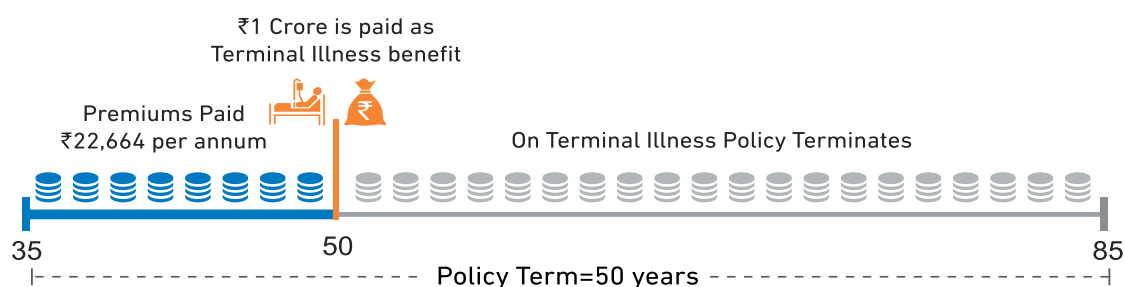 ₹1 Crore is paid as
Terminal Illness benefit
Premiums Paid
₹22,664 per annum
₹
On Terminal Illness Policy Terminates
35
50
85
Policy Term=50 years